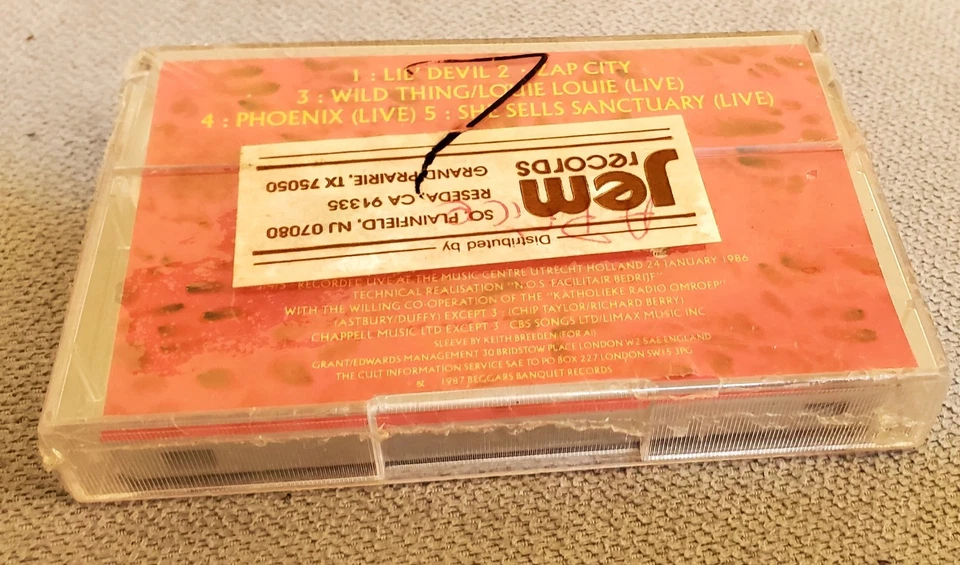 1 : LIL' DEVIL 2 : ZAP CITY
3 : WILD THING/LOUIE LOUIE (LIVE)
4 : PHOENIX (LIVE) 5 : SHE SELLS SANCTUARY (LIVE)
7
Distributed by
Jem records
SO. PLAINFIELD, NJ 07080
RESEDA, CA 91335
GRAND PRAIRIE, TX 75050
RECORDED LIVE AT THE MUSIC CENTRE UTRECHT HOLLAND 24 JANUARY 1986
TECHNICAL REALISATION "N.O.S. FACILITAIR BEDRIJF"
WITH THE WILLING CO-OPERATION OF THE "KATHOLIEKE RADIO OMROEP"
(ASTBURY/DUFFY) EXCEPT 3 : (CHIP TAYLOR/RICHARD BERRY)
CHAPPELL MUSIC LTD EXCEPT 3 : CBS SONGS LTD/LIMAX MUSIC INC
SLEEVE BY KEITH BREEDEN (FOR AI)
GRANT/EDWARDS MANAGEMENT 30 BRIDSTOW PLACE LONDON W2 5AE ENGLAND
THE CULT INFORMATION SERVICE SAE TO PO BOX 227 LONDON SW15 3PG
1987 BEGGARS BANQUET RECORDS